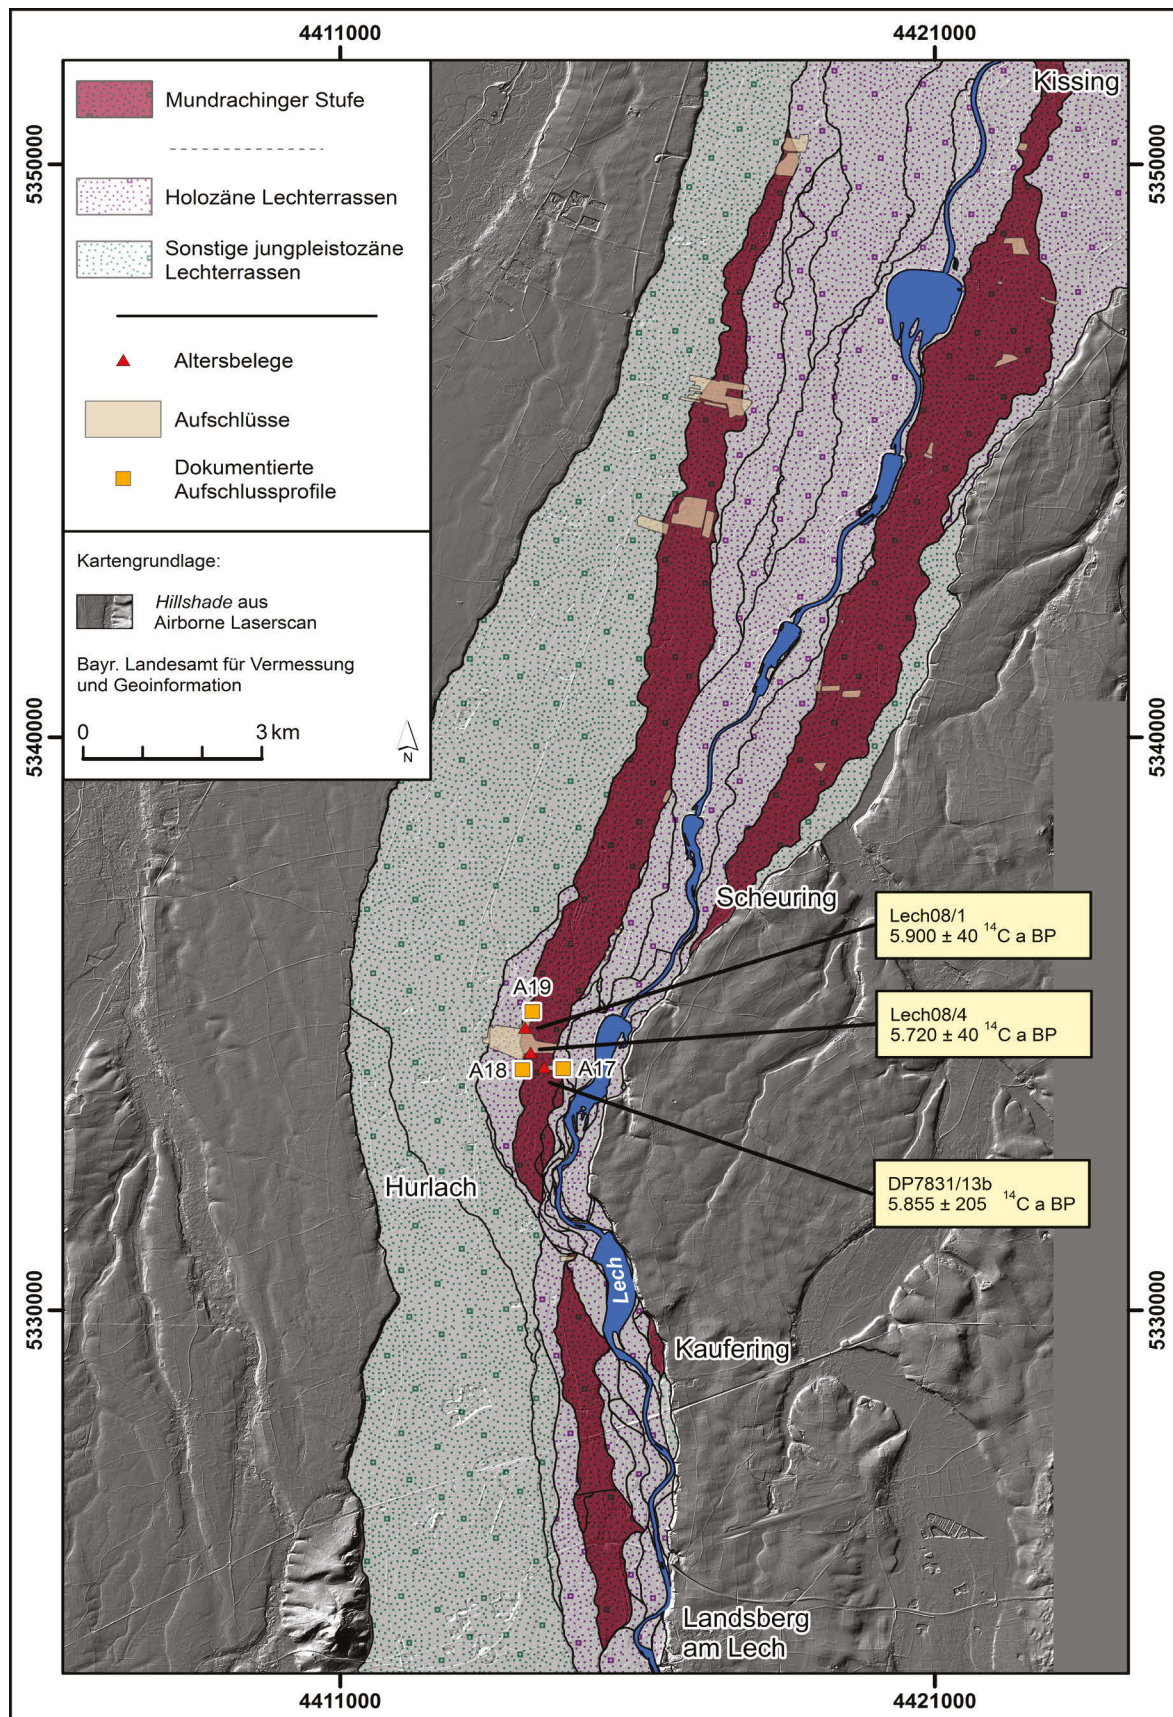 4411000
4421000
5350000
5340000
5330000
5350000
5340000
5330000
4411000
4421000
Mundrachinger Stufe
Holozäne Lechterrassen
Sonstige jungpleistozäne
Lechterrassen
Altersbelege
Aufschlüsse
Dokumentierte
Aufschlussprofile
Kartengrundlage:
Hillshade aus
Airborne Laserscan
Bayr. Landesamt für Vermessung
und Geoinformation
0 3 km
N
Kissing
Scheuring
Lech08/1
5.900 ± 40 ¹⁴C a BP
A19
Lech08/4
5.720 ± 40 ¹⁴C a BP
A18
A17
DP7831/13b
5.855 ± 205 ¹⁴C a BP
Hurlach
Lech
Kaufering
Landsberg
am Lech